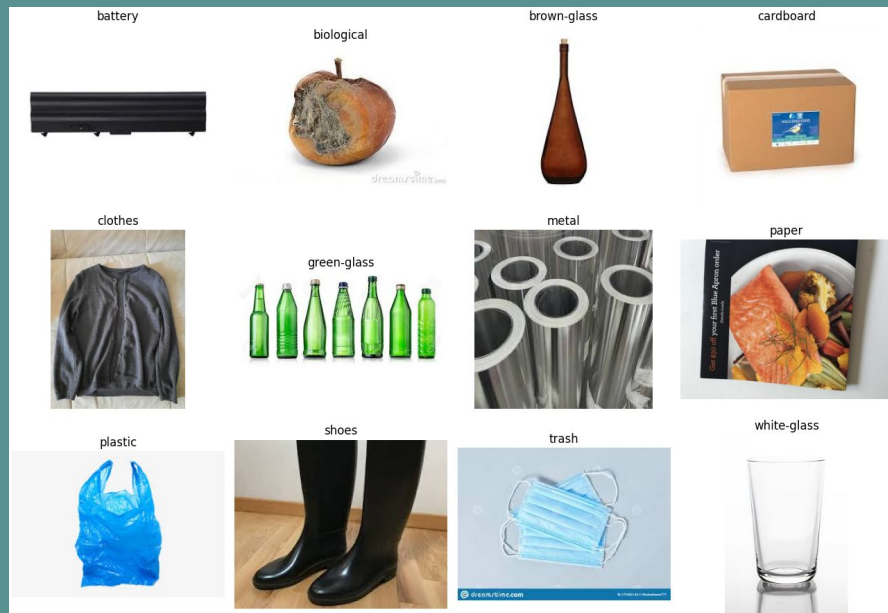 battery
biological
brown-glass
cardboard
dreamstime.com
clothes
green-glass
metal
paper
Get $30 off your first Blue Apron order
plastic
shoes
trash
white-glass
dreamstime.com